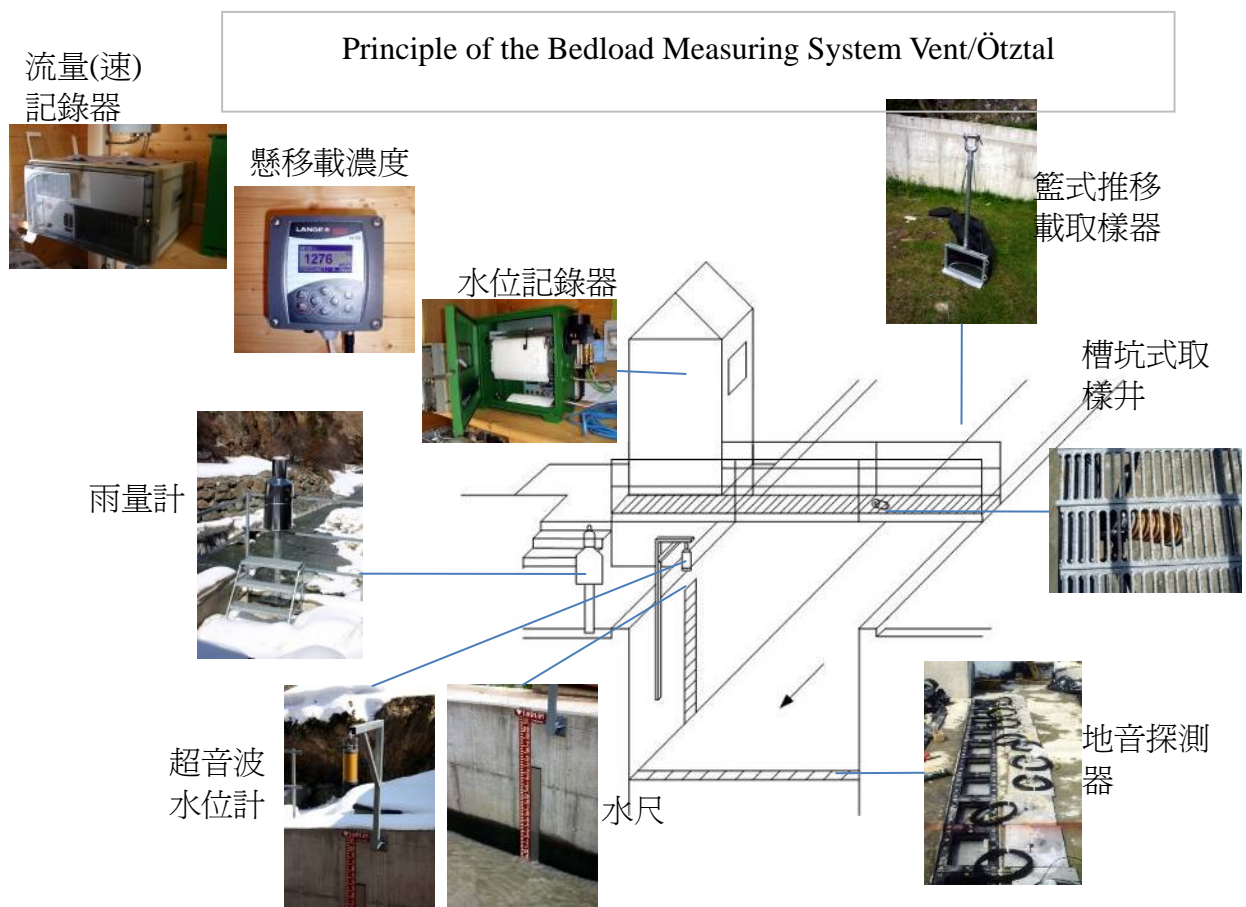 Principle of the Bedload Measuring System Vent/Ötztal
流量(速)
記錄器
懸移載濃度
LANGE
1276
水位記錄器
籃式推移
載取樣器
槽坑式取
樣井
雨量計
超音波
水位計
水尺
地音探測
器